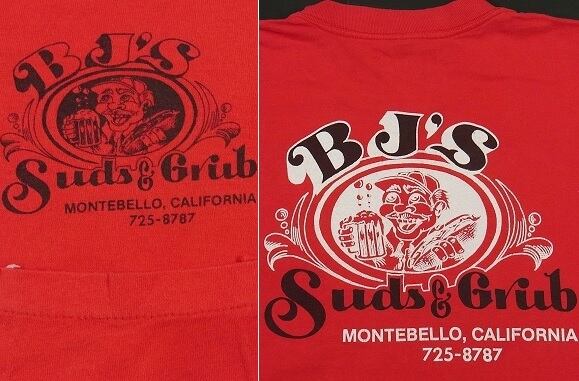 BJ'S
Suds & Grub
MONTEBELLO, CALIFORNIA
725-8787
BJ'S
Suds & Grub
MONTEBELLO, CALIFORNIA
725-8787